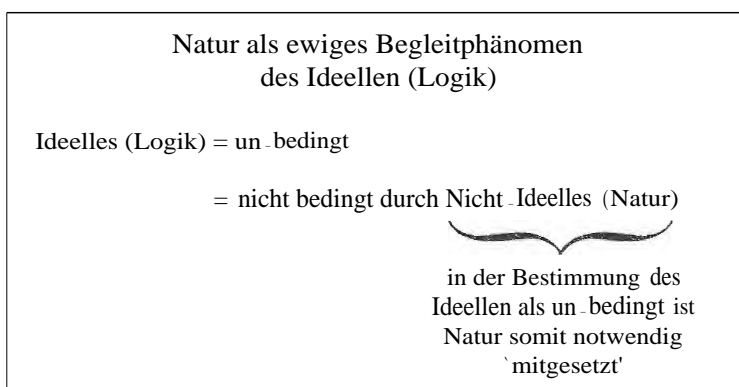 Natur als ewiges Begleitphänomen
des Ideellen (Logik)
Ideelles (Logik) = un-bedingt
= nicht bedingt durch Nicht-Ideelles (Natur)
in der Bestimmung des
Ideellen als un-bedingt ist
Natur somit notwendig
`mitgesetzt'